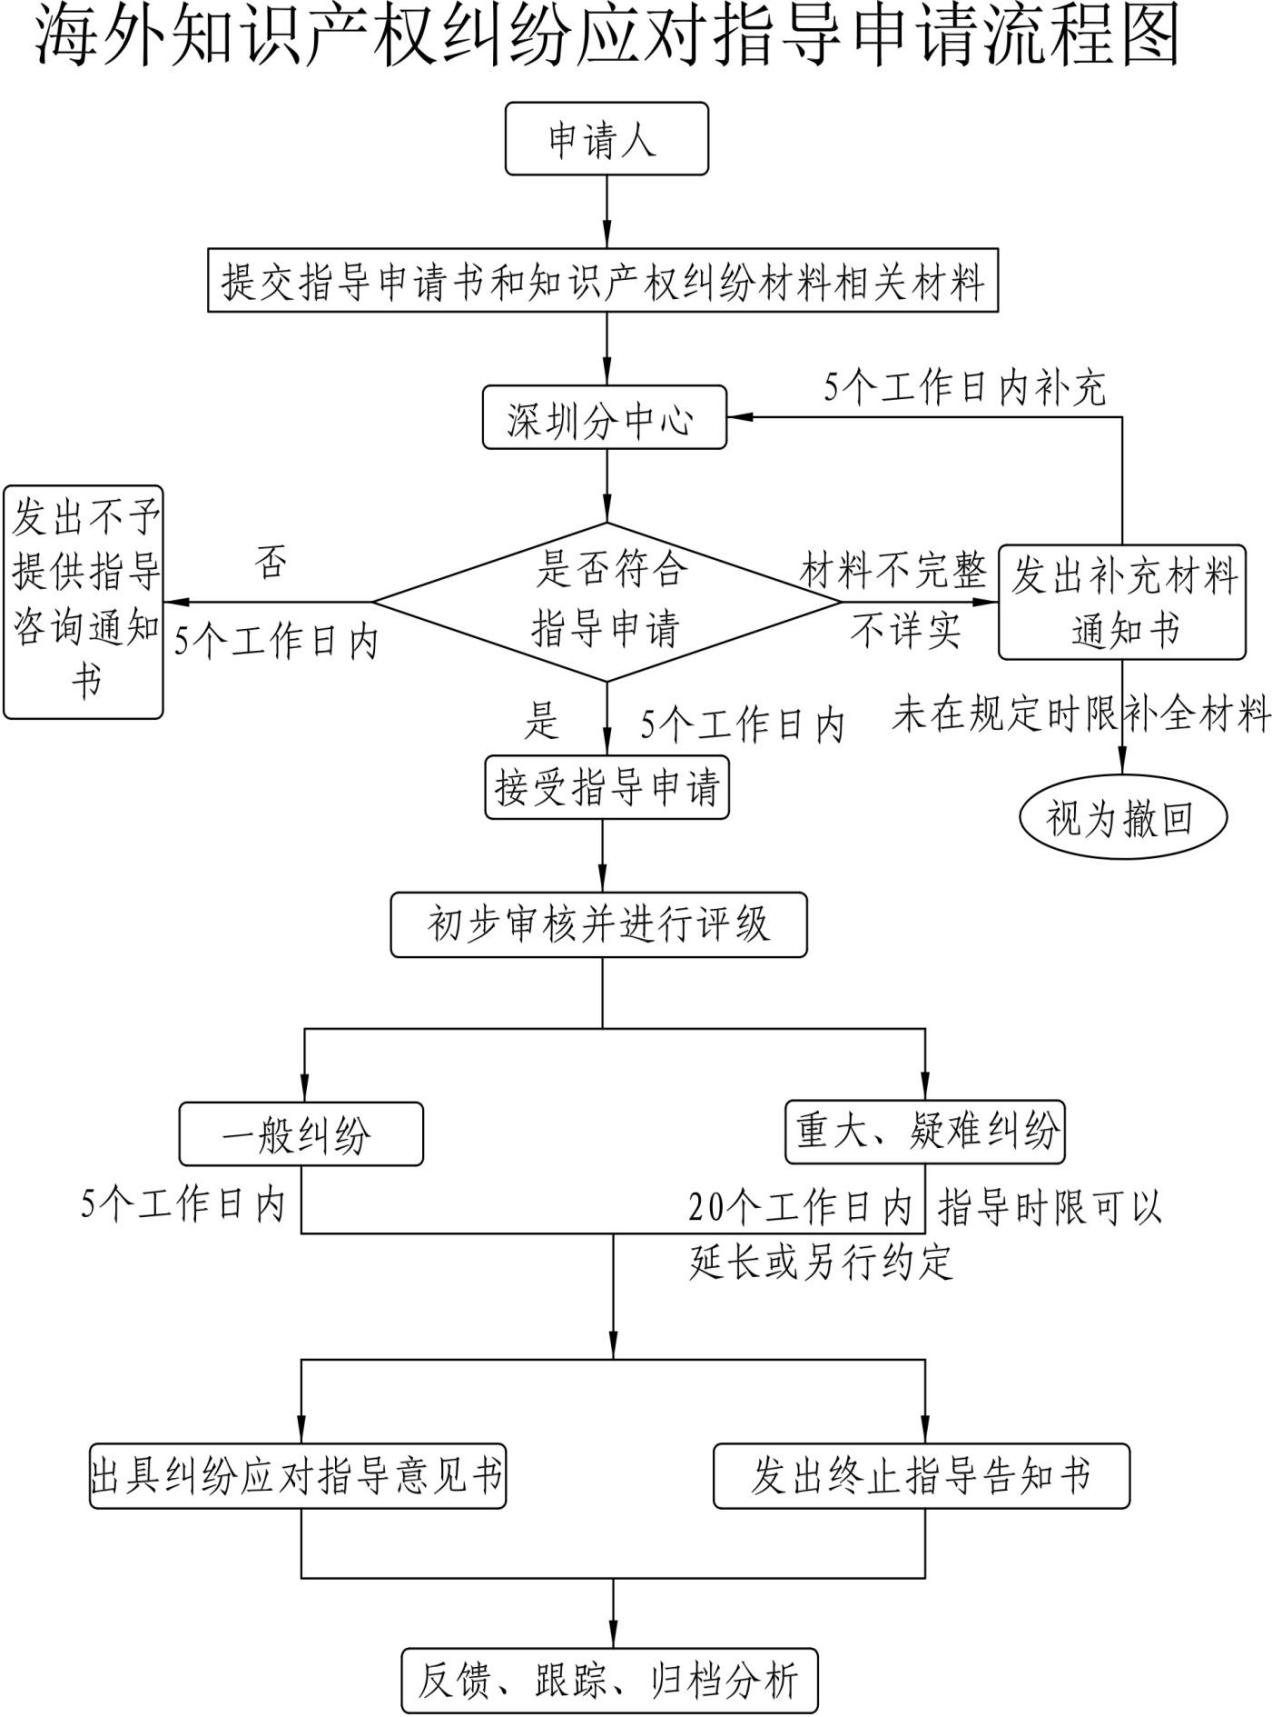 海外知识产权纠纷应对指导申请流程图
申请人
提交指导申请书和知识产权纠纷材料相关材料
5个工作日内补充
深圳分中心
发出不予
提供指导
咨询通知
书
否
5个工作日内
是否符合
指导申请
材料不完整
不详实
发出补充材料
通知书
是
5个工作日内
未在规定时限补全材料
接受指导申请
视为撤回
初步审核并进行评级
一般纠纷
重大、疑难纠纷
5个工作日内
20个工作日内 指导时限可以
延长或另行约定
出具纠纷应对指导意见书
发出终止指导告知书
反馈、跟踪、归档分析